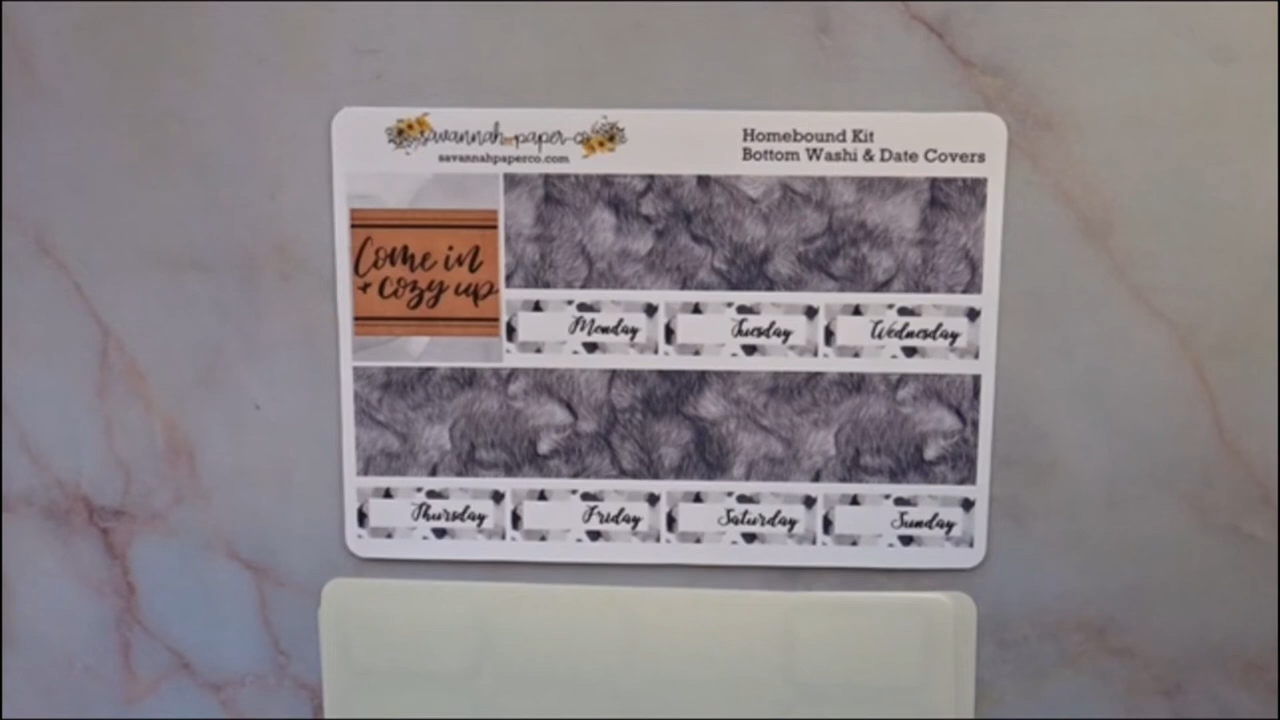 savannah paper co
savannahpaperco.com
Homebound Kit
Bottom Washi & Date Covers
Come in
+ cozy up
Monday
Tuesday
Wednesday
Thursday
Friday
Saturday
Sunday